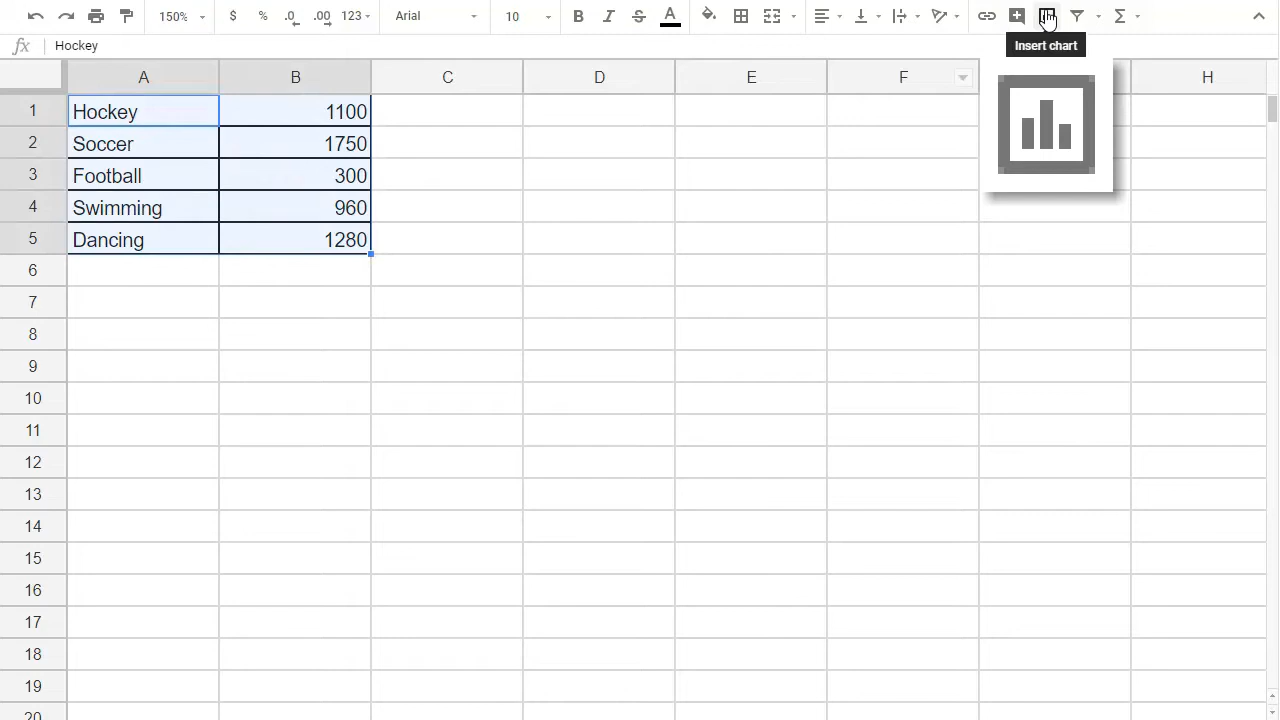 150% $ % .0 .00 123 Arial 10 B I S A Σ
fx Hockey
Insert chart
A B C D E F H
1 Hockey 1100
2 Soccer 1750
3 Football 300
4 Swimming 960
5 Dancing 1280
6
7
8
9
10
11
12
13
14
15
16
17
18
19
20